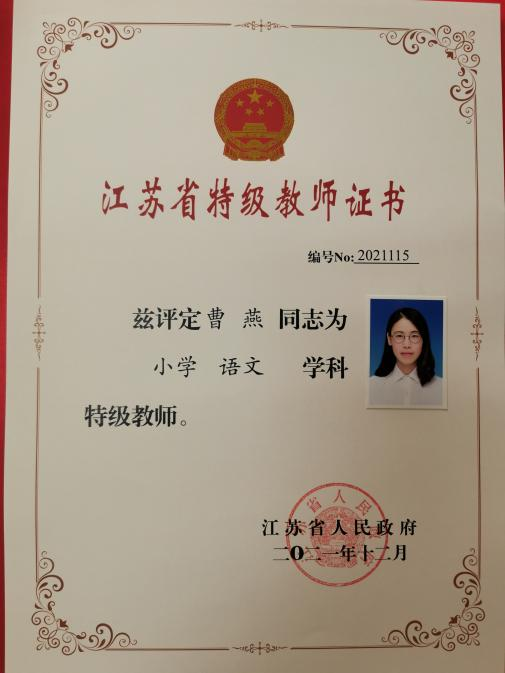 江苏省特级教师证书
编号No: 2021115
兹评定 曹 燕 同志为
小学 语文 学科
特级教师。
江苏省人民政府
二〇二一年十二月